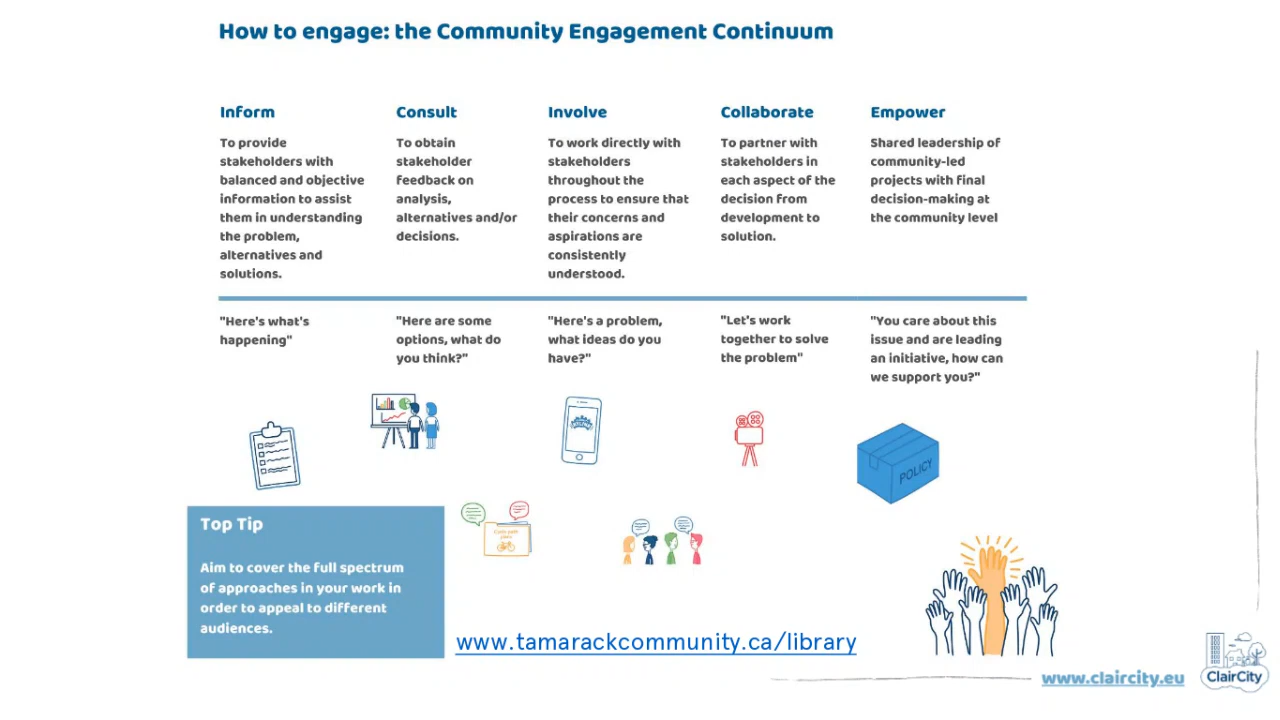 How to engage: the Community Engagement Continuum
Inform
To provide
stakeholders with
balanced and objective
information to assist
them in understanding
the problem,
alternatives and
solutions.
Consult
To obtain
stakeholder
feedback on
analysis,
alternatives and/or
decisions.
Involve
To work directly with
stakeholders
throughout the
process to ensure that
their concerns and
aspirations are
consistently
understood.
Collaborate
To partner with
stakeholders in
each aspect of the
decision from
development to
solution.
Empower
Shared leadership of
community-led
projects with final
decision-making at
the community level
"Here's what's
happening"
"Here are some
options, what do
you think?"
"Here's a problem,
what ideas do you
have?"
"Let's work
together to solve
the problem"
"You care about this
issue and are leading
an initiative, how can
we support you?"
POLICY
Top Tip
Aim to cover the full spectrum
of approaches in your work in
order to appeal to different
audiences.
www.tamarackcommunity.ca/library
www.claircity.eu
ClairCity